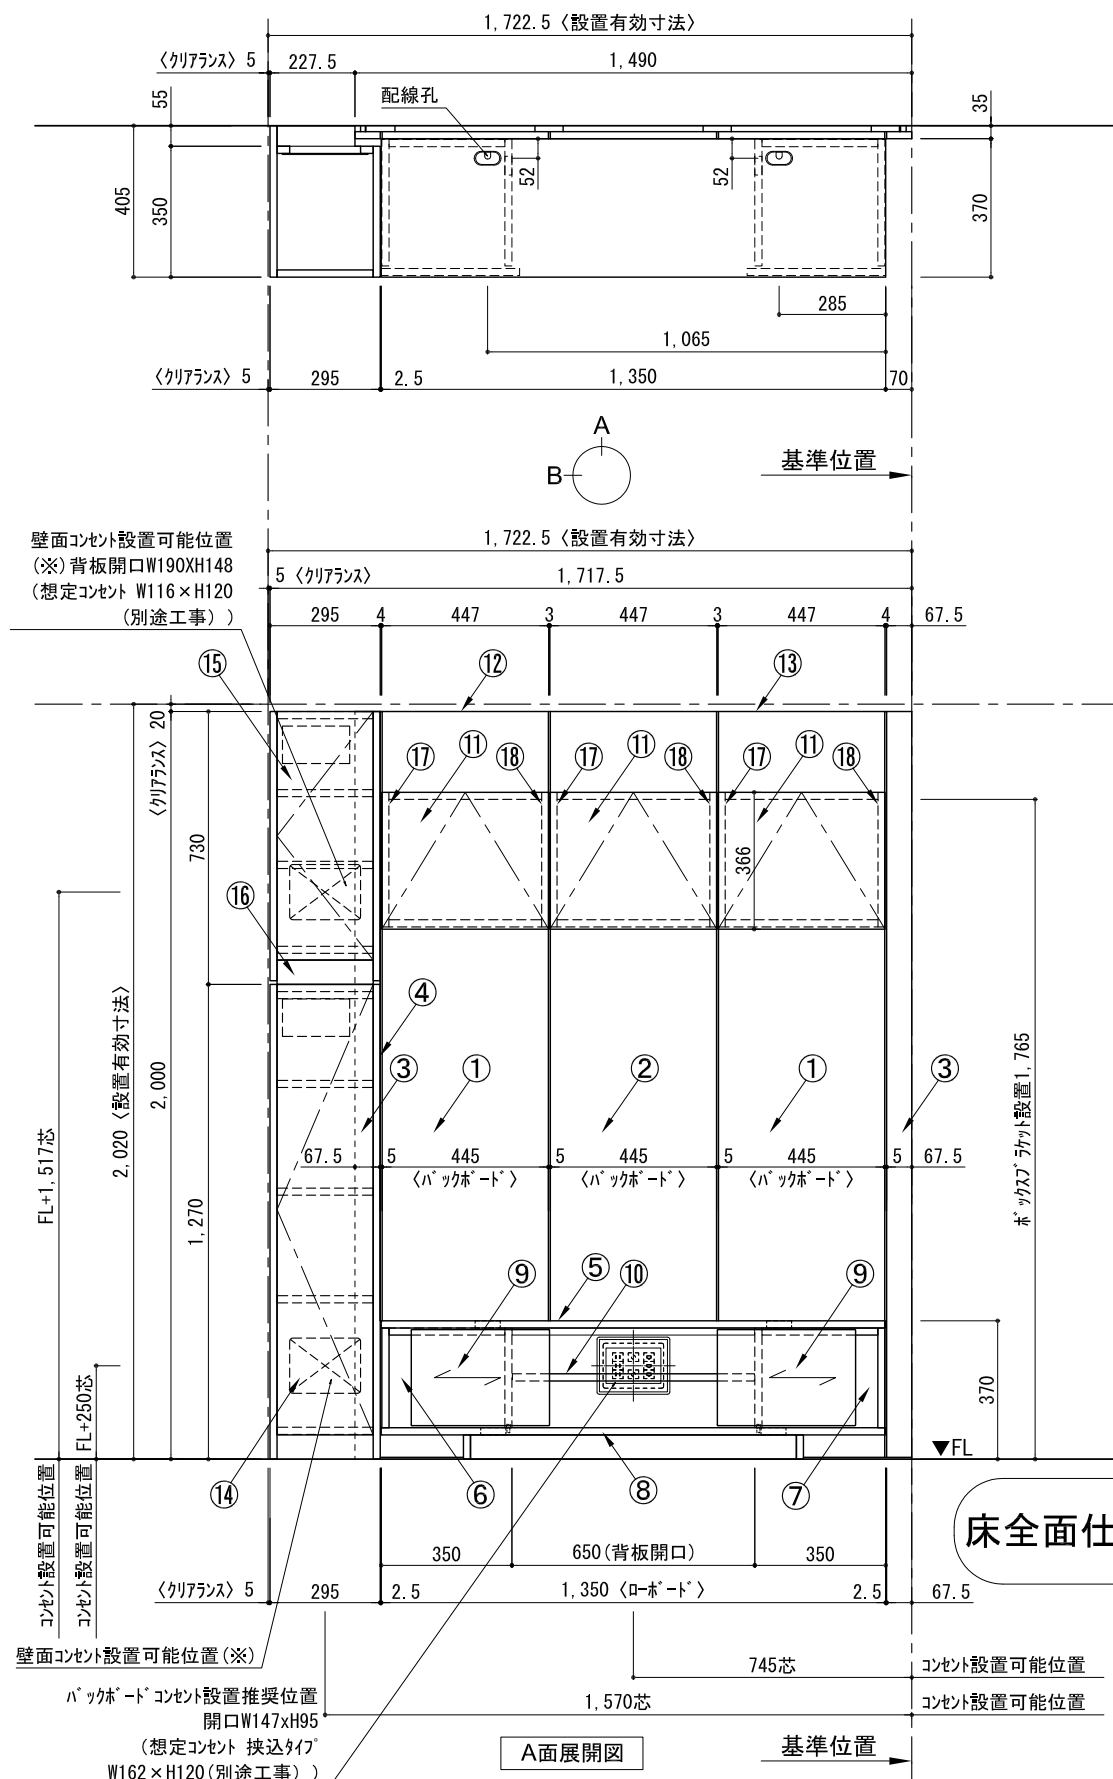 1,722.5〈設置有効寸法〉
〈クリアランス〉5
227.5
1,490
55
35
配線孔
405
350
52
52
370
285
1,065
〈クリアランス〉5
295
2.5
1,350
70
A
B
基準位置
1,722.5〈設置有効寸法〉
壁面コンセント設置可能位置
(※)背板開口W190XH148
(想定コンセント W116×H120
(別途工事))
5〈クリアランス〉
1,717.5
295
4
447
3
447
3
447
4
67.5
⑮
⑫
⑬
〈クリアランス〉20
⑰
⑪
⑱
⑰
⑪
⑱
⑰
⑪
⑱
730
366
⑯
④
③
①
②
①
③
FL+1,517芯
2,020〈設置有効寸法〉
2,000
1,270
ボックスブラケット設置1,765
67.5
5
445
5
445
5
445
5
67.5
〈バックボード〉
〈バックボード〉
〈バックボード〉
⑨
⑤
⑩
⑨
370
▼FL
FL+250芯
コンセント設置可能位置
コンセント設置可能位置
⑭
⑥
⑧
⑦
床全面仕
350
650(背板開口)
350
〈クリアランス〉5
295
2.5
1,350〈ローボード〉
2.5
67.5
壁面コンセント設置可能位置(※)
745芯
コンセント設置可能位置
バックボードコンセント設置推奨位置
1,570芯
コンセント設置可能位置
開口W147xH95
(想定コンセント 挟込タイプ
W162×H120(別途工事))
A面展開図
基準位置